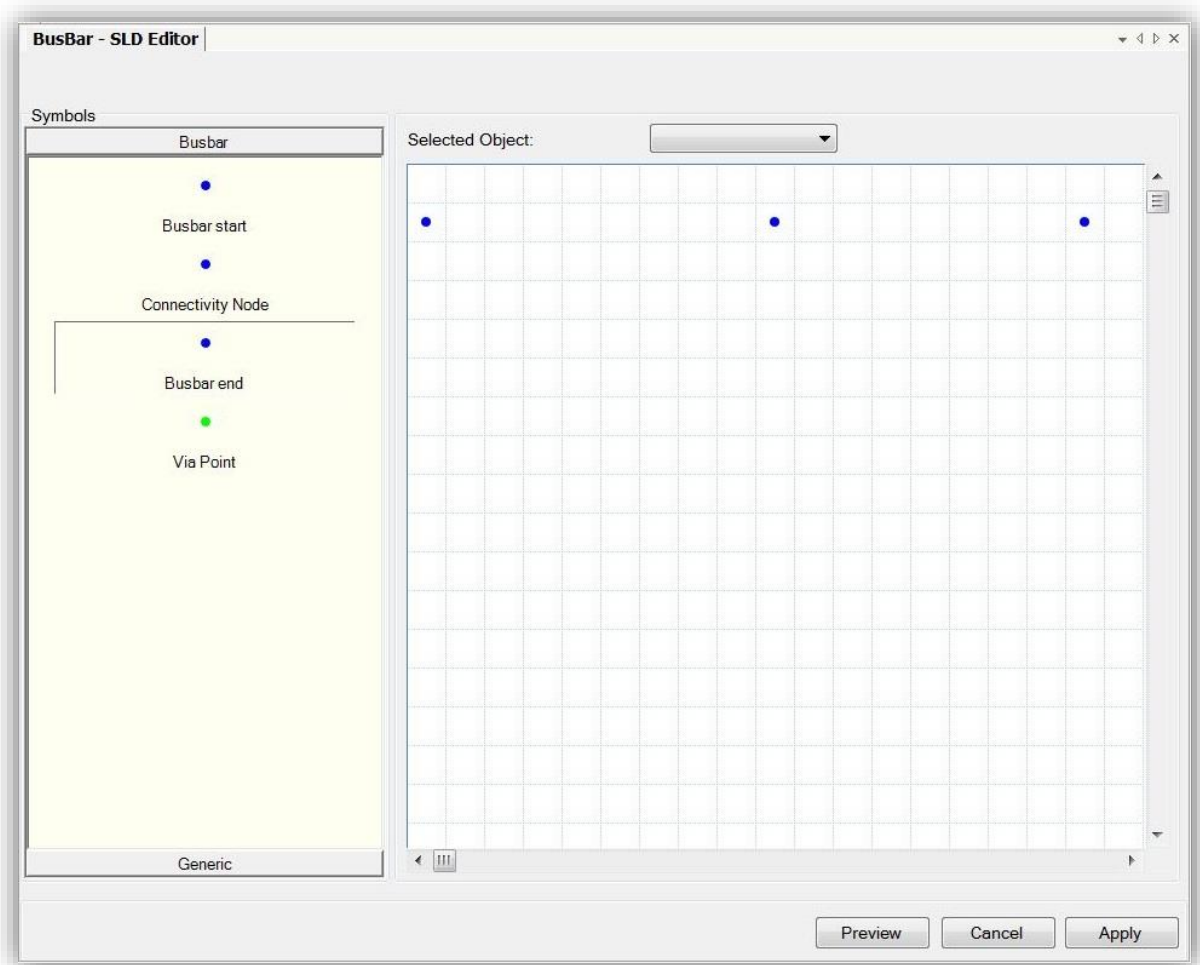 BusBar - SLD Editor
Symbols
Busbar
Selected Object:
Busbar start
Connectivity Node
Busbar end
Via Point
Generic
Preview
Cancel
Apply